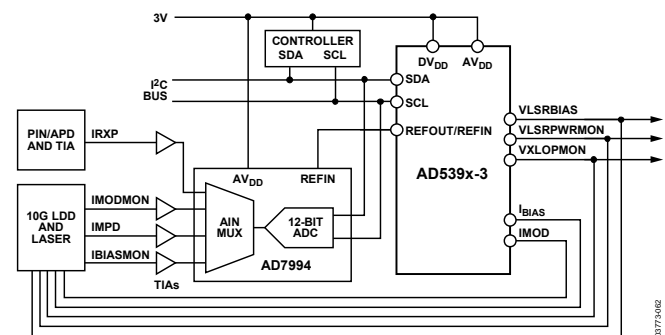 3V
CONTROLLER
SDA SCL
DVDD AVDD
I2C
BUS
SDA
SCL
REFOUT/REFIN
AD539x-3
VLSRBIAS
VLSRPWRMON
VXLOPMON
IBIAS
IMOD
PIN/APD
AND TIA
IRXP
AVDD REFIN
10G LDD
AND
LASER
IMODMON
IMPD
IBIASMON
TIAs
AIN
MUX
12-BIT
ADC
AD7994
03773-062